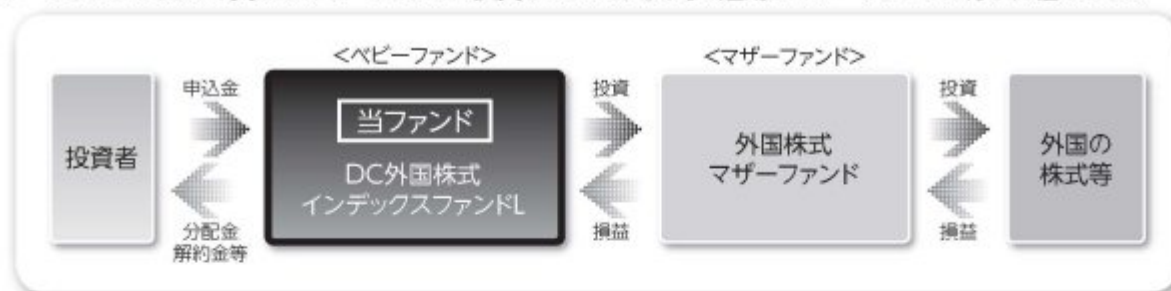 <ベビーファンド>
<マザーファンド>
投資者
申込金
分配金
解約金等
当ファンド
DC外国株式
インデックスファンドL
投資
損益
外国株式
マザーファンド
投資
損益
外国の
株式等